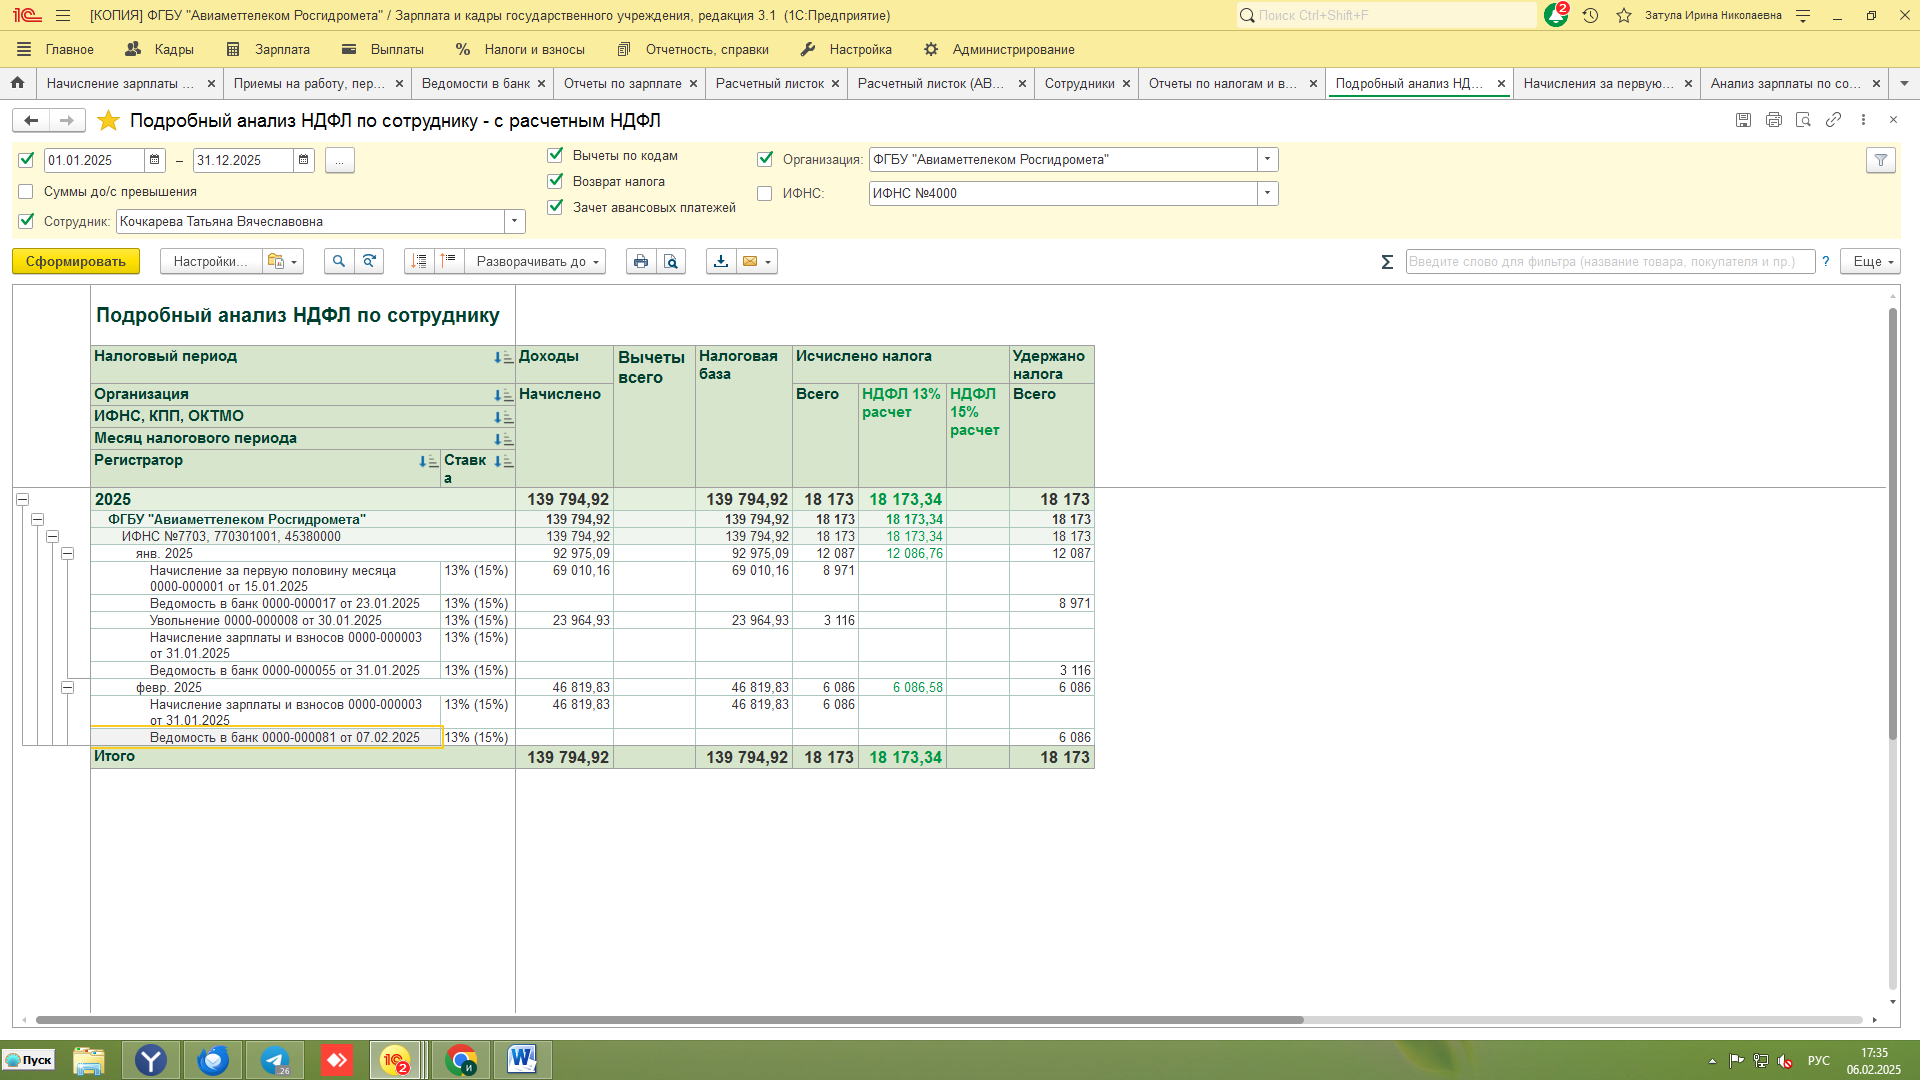 [КОПИЯ] ФГБУ "Авиаметтелеком Росгидромета" / Зарплата и кадры государственного учреждения, редакция 3.1 (1С:Предприятие)
Поиск Ctrl+Shift+F
2
Затула Ирина Николаевна
Главное Кадры Зарплата Выплаты Налоги и взносы Отчетность, справки Настройка Администрирование
Начисление зарплаты ... Приемы на работу, пер... Ведомости в банк Отчеты по зарплате Расчетный листок Расчетный листок (АВ... Сотрудники Отчеты по налогам и в... Подробный анализ НД... Начисления за первую... Анализ зарплаты по со...
Подробный анализ НДФЛ по сотруднику - с расчетным НДФЛ
01.01.2025 – 31.12.2025 ...
Вычеты по кодам
Организация: ФГБУ "Авиаметтелеком Росгидромета"
Суммы до/с превышения
Возврат налога
ИФНС: ИФНС №4000
Сотрудник: Кочкарева Татьяна Вячеславовна
Зачет авансовых платежей
Сформировать Настройки... Разворачивать до Σ Введите слово для фильтра (название товара, покупателя и пр.) ? Еще
Подробный анализ НДФЛ по сотруднику
Налоговый период Доходы Вычеты всего Налоговая база Исчислено налога Удержано налога
Организация Начислено Всего НДФЛ 13% расчет НДФЛ 15% расчет Всего
ИФНС, КПП, ОКТМО
Месяц налогового периода
Регистратор Ставка
2025 139 794,92 139 794,92 18 173 18 173,34 18 173
ФГБУ "Авиаметтелеком Росгидромета" 139 794,92 139 794,92 18 173 18 173,34 18 173
ИФНС №7703, 770301001, 45380000 139 794,92 139 794,92 18 173 18 173,34 18 173
янв. 2025 92 975,09 92 975,09 12 087 12 086,76 12 087
Начисление за первую половину месяца 13% (15%) 69 010,16 69 010,16 8 971
0000-000001 от 15.01.2025
Ведомость в банк 0000-000017 от 23.01.2025 13% (15%) 8 971
Увольнение 0000-000008 от 30.01.2025 13% (15%) 23 964,93 23 964,93 3 116
Начисление зарплаты и взносов 0000-000003 13% (15%)
от 31.01.2025
Ведомость в банк 0000-000055 от 31.01.2025 13% (15%) 3 116
февр. 2025 46 819,83 46 819,83 6 086 6 086,58 6 086
Начисление зарплаты и взносов 0000-000003 13% (15%) 46 819,83 46 819,83 6 086
от 31.01.2025
Ведомость в банк 0000-000081 от 07.02.2025 13% (15%) 6 086
Итого 139 794,92 139 794,92 18 173 18 173,34 18 173
Пуск
26
2
РУС
17:35
06.02.2025